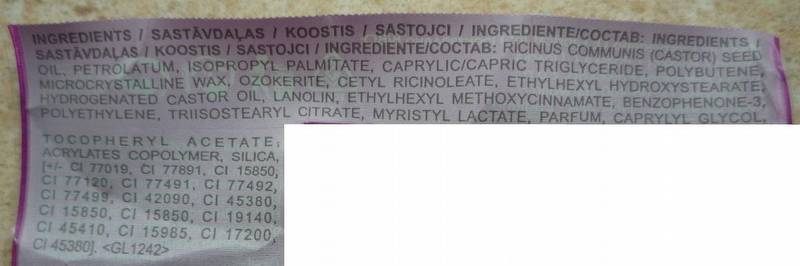 INGREDIENTS / SASTĀVDAĻAS / KOOSTIS / SASTOJCI / INGREDIENTE/COCTAB: INGREDIENTS /
SASTĀVDAĻAS / KOOSTIS / SASTOJCI / INGREDIENTE/COCTAB: RICINUS COMMUNIS (CASTOR) SEED
OIL, PETROLATUM, ISOPROPYL PALMITATE, CAPRYLIC/CAPRIC TRIGLYCERIDE, POLYBUTENE,
MICROCRYSTALLINE WAX, OZOKERITE, CETYL RICINOLEATE, ETHYLHEXYL HYDROXYSTEARATE,
HYDROGENATED CASTOR OIL, LANOLIN, ETHYLHEXYL METHOXYCINNAMATE, BENZOPHENONE-3,
POLYETHYLENE, TRIISOSTEARYL CITRATE, MYRISTYL LACTATE, PARFUM, CAPRYLYL GLYCOL,
TOCOPHERYL ACETATE,
ACRYLATES COPOLYMER, SILICA,
[+/- CI 77019, CI 77891, CI 15850,
CI 77120, CI 77491, CI 77492,
CI 77499, CI 42090, CI 45380,
CI 15850, CI 15850, CI 19140,
CI 45410, CI 15985, CI 17200,
CI 45380]. <GL1242>